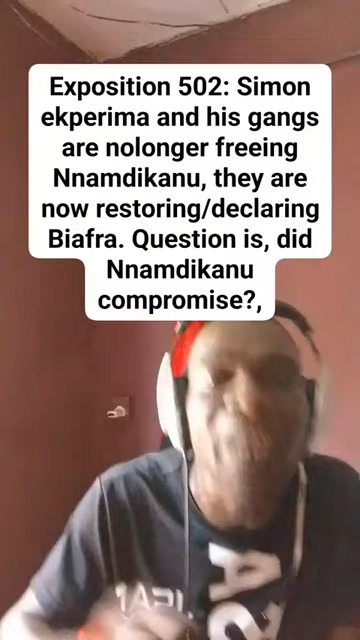 Exposition 502: Simon
ekperima and his gangs
are nolonger freeing
Nnamdikanu, they are
now restoring/declaring
Biafra. Question is, did
Nnamdikanu
compromise?,